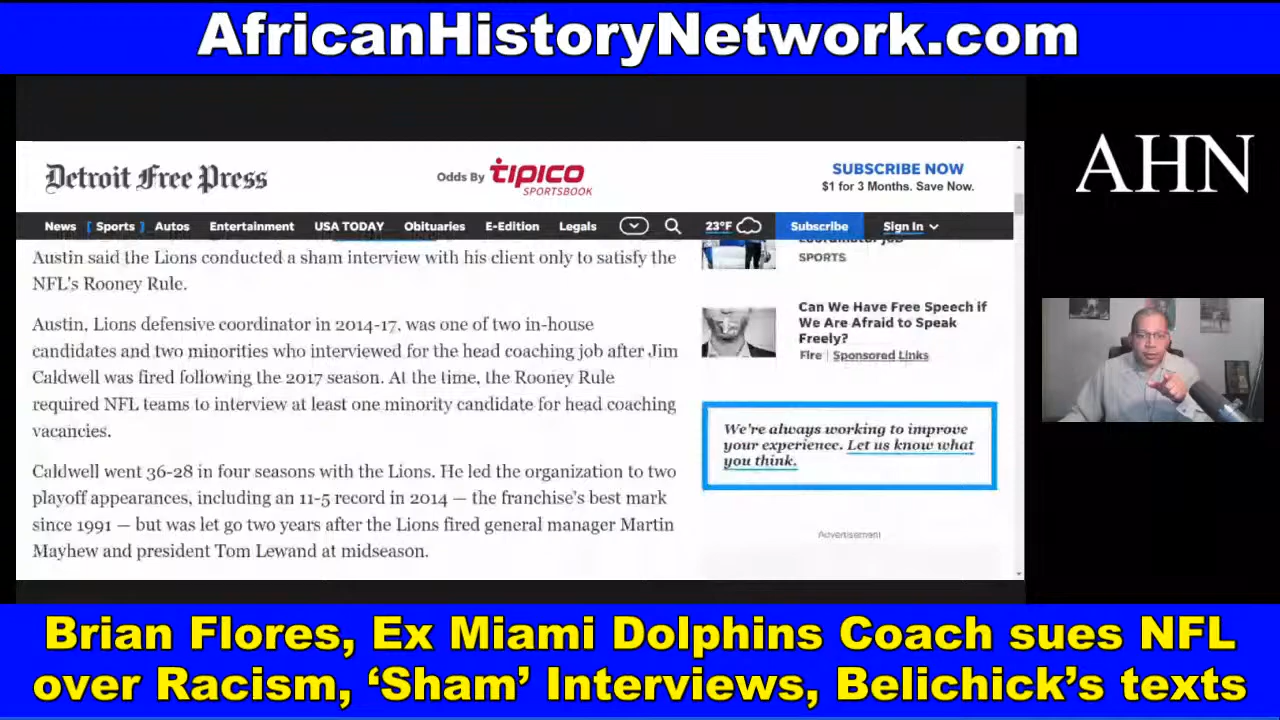 AfricanHistoryNetwork.com
AHN
Detroit Free Press
Odds By tipico
SPORTSBOOK
SUBSCRIBE NOW
$1 for 3 Months. Save Now.
News [ Sports ] Autos Entertainment USA TODAY Obituaries E-Edition Legals 23°F Subscribe Sign In
Austin said the Lions conducted a sham interview with his client only to satisfy the
NFL's Rooney Rule.
Austin, Lions defensive coordinator in 2014-17, was one of two in-house
candidates and two minorities who interviewed for the head coaching job after Jim
Caldwell was fired following the 2017 season. At the time, the Rooney Rule
required NFL teams to interview at least one minority candidate for head coaching
vacancies.
Caldwell went 36-28 in four seasons with the Lions. He led the organization to two
playoff appearances, including an 11-5 record in 2014 — the franchise's best mark
since 1991 — but was let go two years after the Lions fired general manager Martin
Mayhew and president Tom Lewand at midseason.
SPORTS
Can We Have Free Speech if
We Are Afraid to Speak
Freely?
Fire | Sponsored Links
We're always working to improve
your experience. Let us know what
you think.
Advertisement
Brian Flores, Ex Miami Dolphins Coach sues NFL
over Racism, ‘Sham’ Interviews, Belichick’s texts